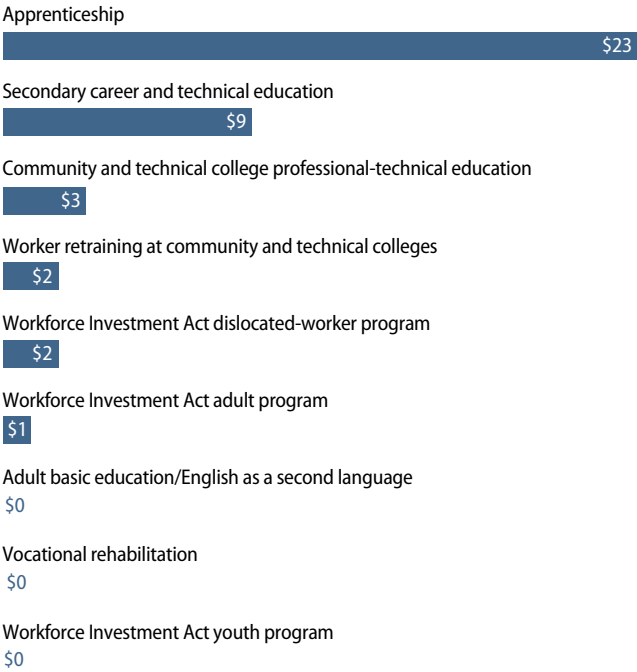 Apprenticeship
$23
Secondary career and technical education
$9
Community and technical college professional-technical education
$3
Worker retraining at community and technical colleges
$2
Workforce Investment Act dislocated-worker program
$2
Workforce Investment Act adult program
$1
Adult basic education/English as a second language
$0
Vocational rehabilitation
$0
Workforce Investment Act youth program
$0